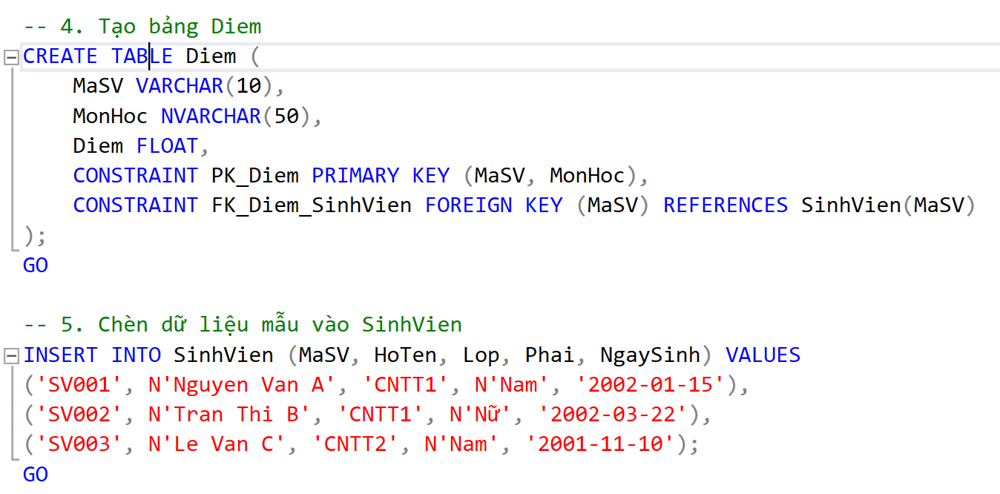 -- 4. Tạo bảng Diem
CREATE TABLE Diem (
    MaSV VARCHAR(10),
    MonHoc NVARCHAR(50),
    Diem FLOAT,
    CONSTRAINT PK_Diem PRIMARY KEY (MaSV, MonHoc),
    CONSTRAINT FK_Diem_SinhVien FOREIGN KEY (MaSV) REFERENCES SinhVien(MaSV)
);
GO

-- 5. Chèn dữ liệu mẫu vào SinhVien
INSERT INTO SinhVien (MaSV, HoTen, Lop, Phai, NgaySinh) VALUES
('SV001', N'Nguyen Van A', 'CNTT1', N'Nam', '2002-01-15'),
('SV002', N'Tran Thi B', 'CNTT1', N'Nữ', '2002-03-22'),
('SV003', N'Le Van C', 'CNTT2', N'Nam', '2001-11-10');
GO